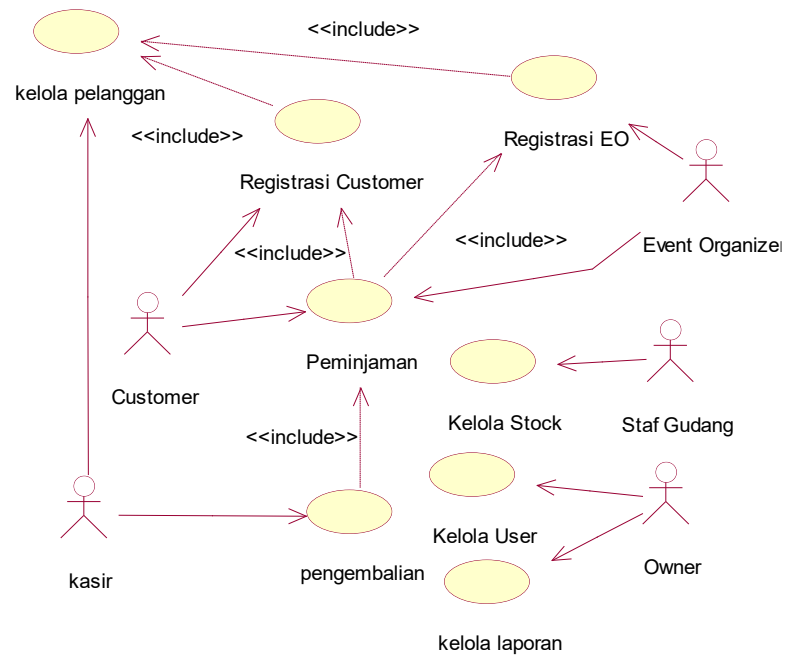 <<include>>
kelola pelanggan
<<include>>
Registrasi EO
Registrasi Customer
<<include>>
<<include>>
Event Organizer
Peminjaman
Customer
Kelola Stock
Staf Gudang
<<include>>
Kelola User
kasir
pengembalian
Owner
kelola laporan